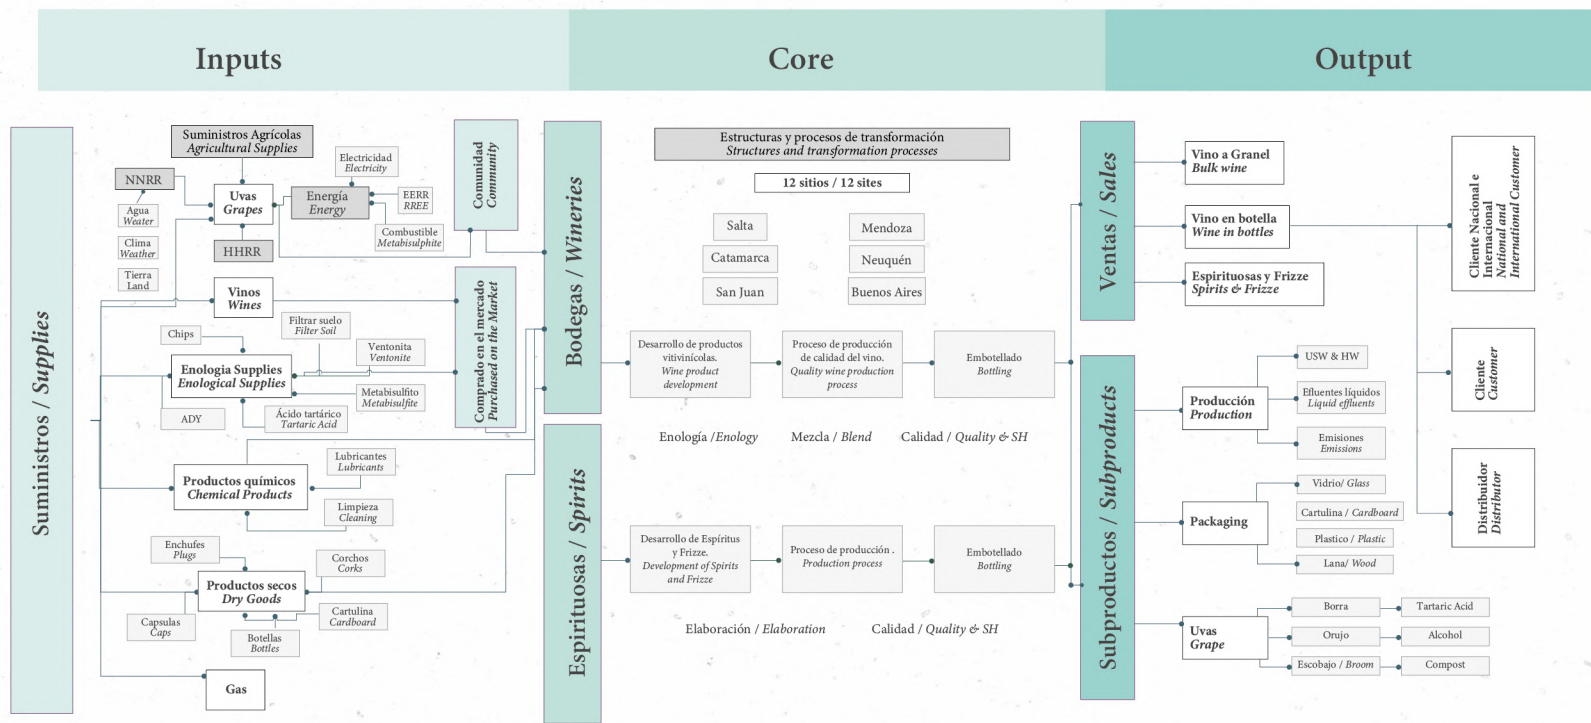 Inputs
Core
Output
Suministros / Supplies
Suministros Agrícolas
Agricultural Supplies
NNRR
Agua
Weater
Clima
Weather
Tierra
Land
Uvas
Grapes
HHRR
Energía
Energy
Electricidad
Electricity
EERR
RREE
Combustible
Metabisulphite
Comunidad
Community
Vinos
Wines
Comprado en el mercado
Purchased on the Market
Chips
Filtrar suelo
Filter Soil
Ventonita
Ventonite
Enologia Supplies
Enological Supplies
Metabisulfito
Metabisulfite
ADY
Ácido tartárico
Tartaric Acid
Productos químicos
Chemical Products
Lubricantes
Lubricants
Limpieza
Cleaning
Enchufes
Plugs
Corchos
Corks
Productos secos
Dry Goods
Capsulas
Caps
Botellas
Bottles
Cartulina
Cardboard
Gas
Bodegas / Wineries
Espirituosas / Spirits
Estructuras y procesos de transformación
Structures and transformation processes
12 sitios / 12 sites
Salta
Mendoza
Catamarca
Neuquén
San Juan
Buenos Aires
Desarrollo de productos
vitivinícolas.
Wine product
development
Proceso de producción
de calidad del vino.
Quality wine production
process
Embotellado
Bottling
Enología /Enology
Mezcla / Blend
Calidad / Quality & SH
Desarrollo de Espíritus
y Frizze.
Development of Spirits
and Frizze
Proceso de producción .
Production process
Embotellado
Bottling
Elaboración / Elaboration
Calidad / Quality & SH
Ventas / Sales
Vino a Granel
Bulk wine
Vino en botella
Wine in bottles
Espirituosas y Frizze
Spirits & Frizze
Cliente Nacional e
Internacional
National and
International Customer
Cliente
Customer
Distribuidor
Distributor
Subproductos / Subproducts
Producción
Production
USW & HW
Efluentes líquidos
Liquid effluents
Emisiones
Emissions
Packaging
Vidrio/ Glass
Cartulina / Cardboard
Plastico / Plastic
Lana/ Wood
Uvas
Grape
Borra
Tartaric Acid
Orujo
Alcohol
Escobajo / Broom
Compost